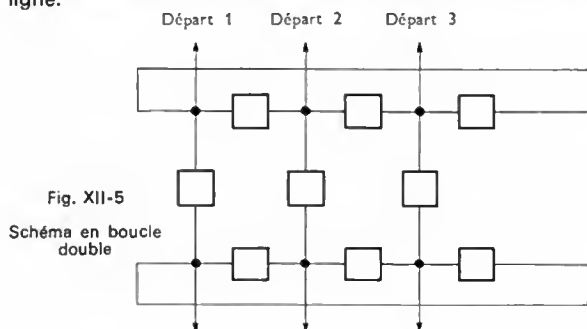 ligne.
Départ 1 Départ 2 Départ 3
Fig. XII-5
Schéma en boucle
double